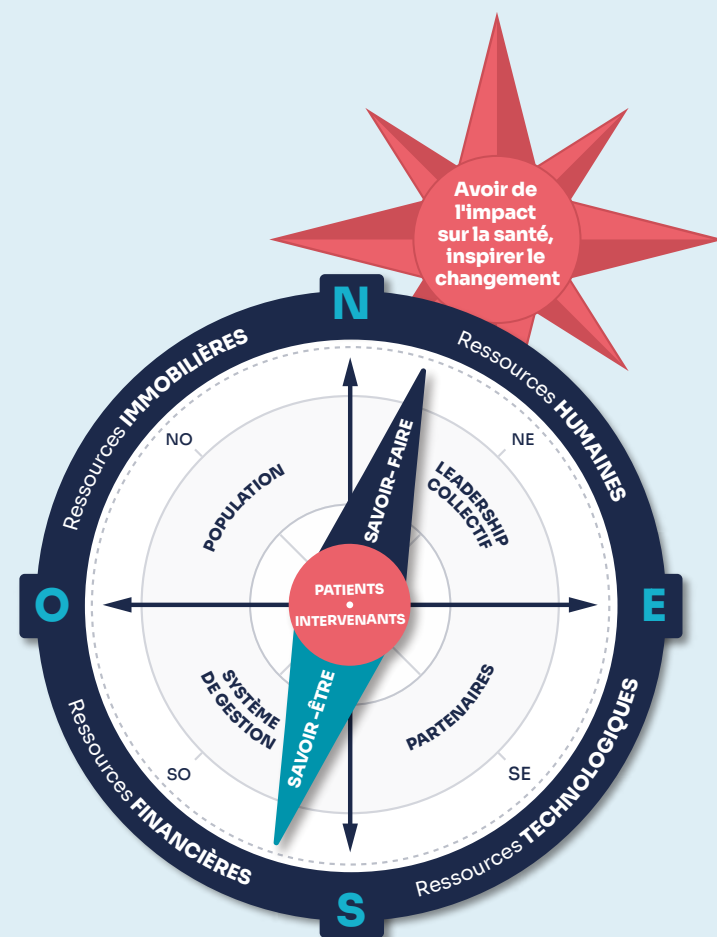 Avoir de
l'impact
sur la santé,
inspirer le
changement
N
Ressources IMMOBILIÈRES
Ressources HUMAINES
NO
NE
POPULATION
SAVOIR-FAIRE
LEADERSHIP
COLLECTIF
O
PATIENTS
INTERVENANTS
E
SYSTÈME
DE GESTION
SAVOIR-ÊTRE
PARTENAIRES
SO
SE
Ressources FINANCIÈRES
Ressources TECHNOLOGIQUES
S